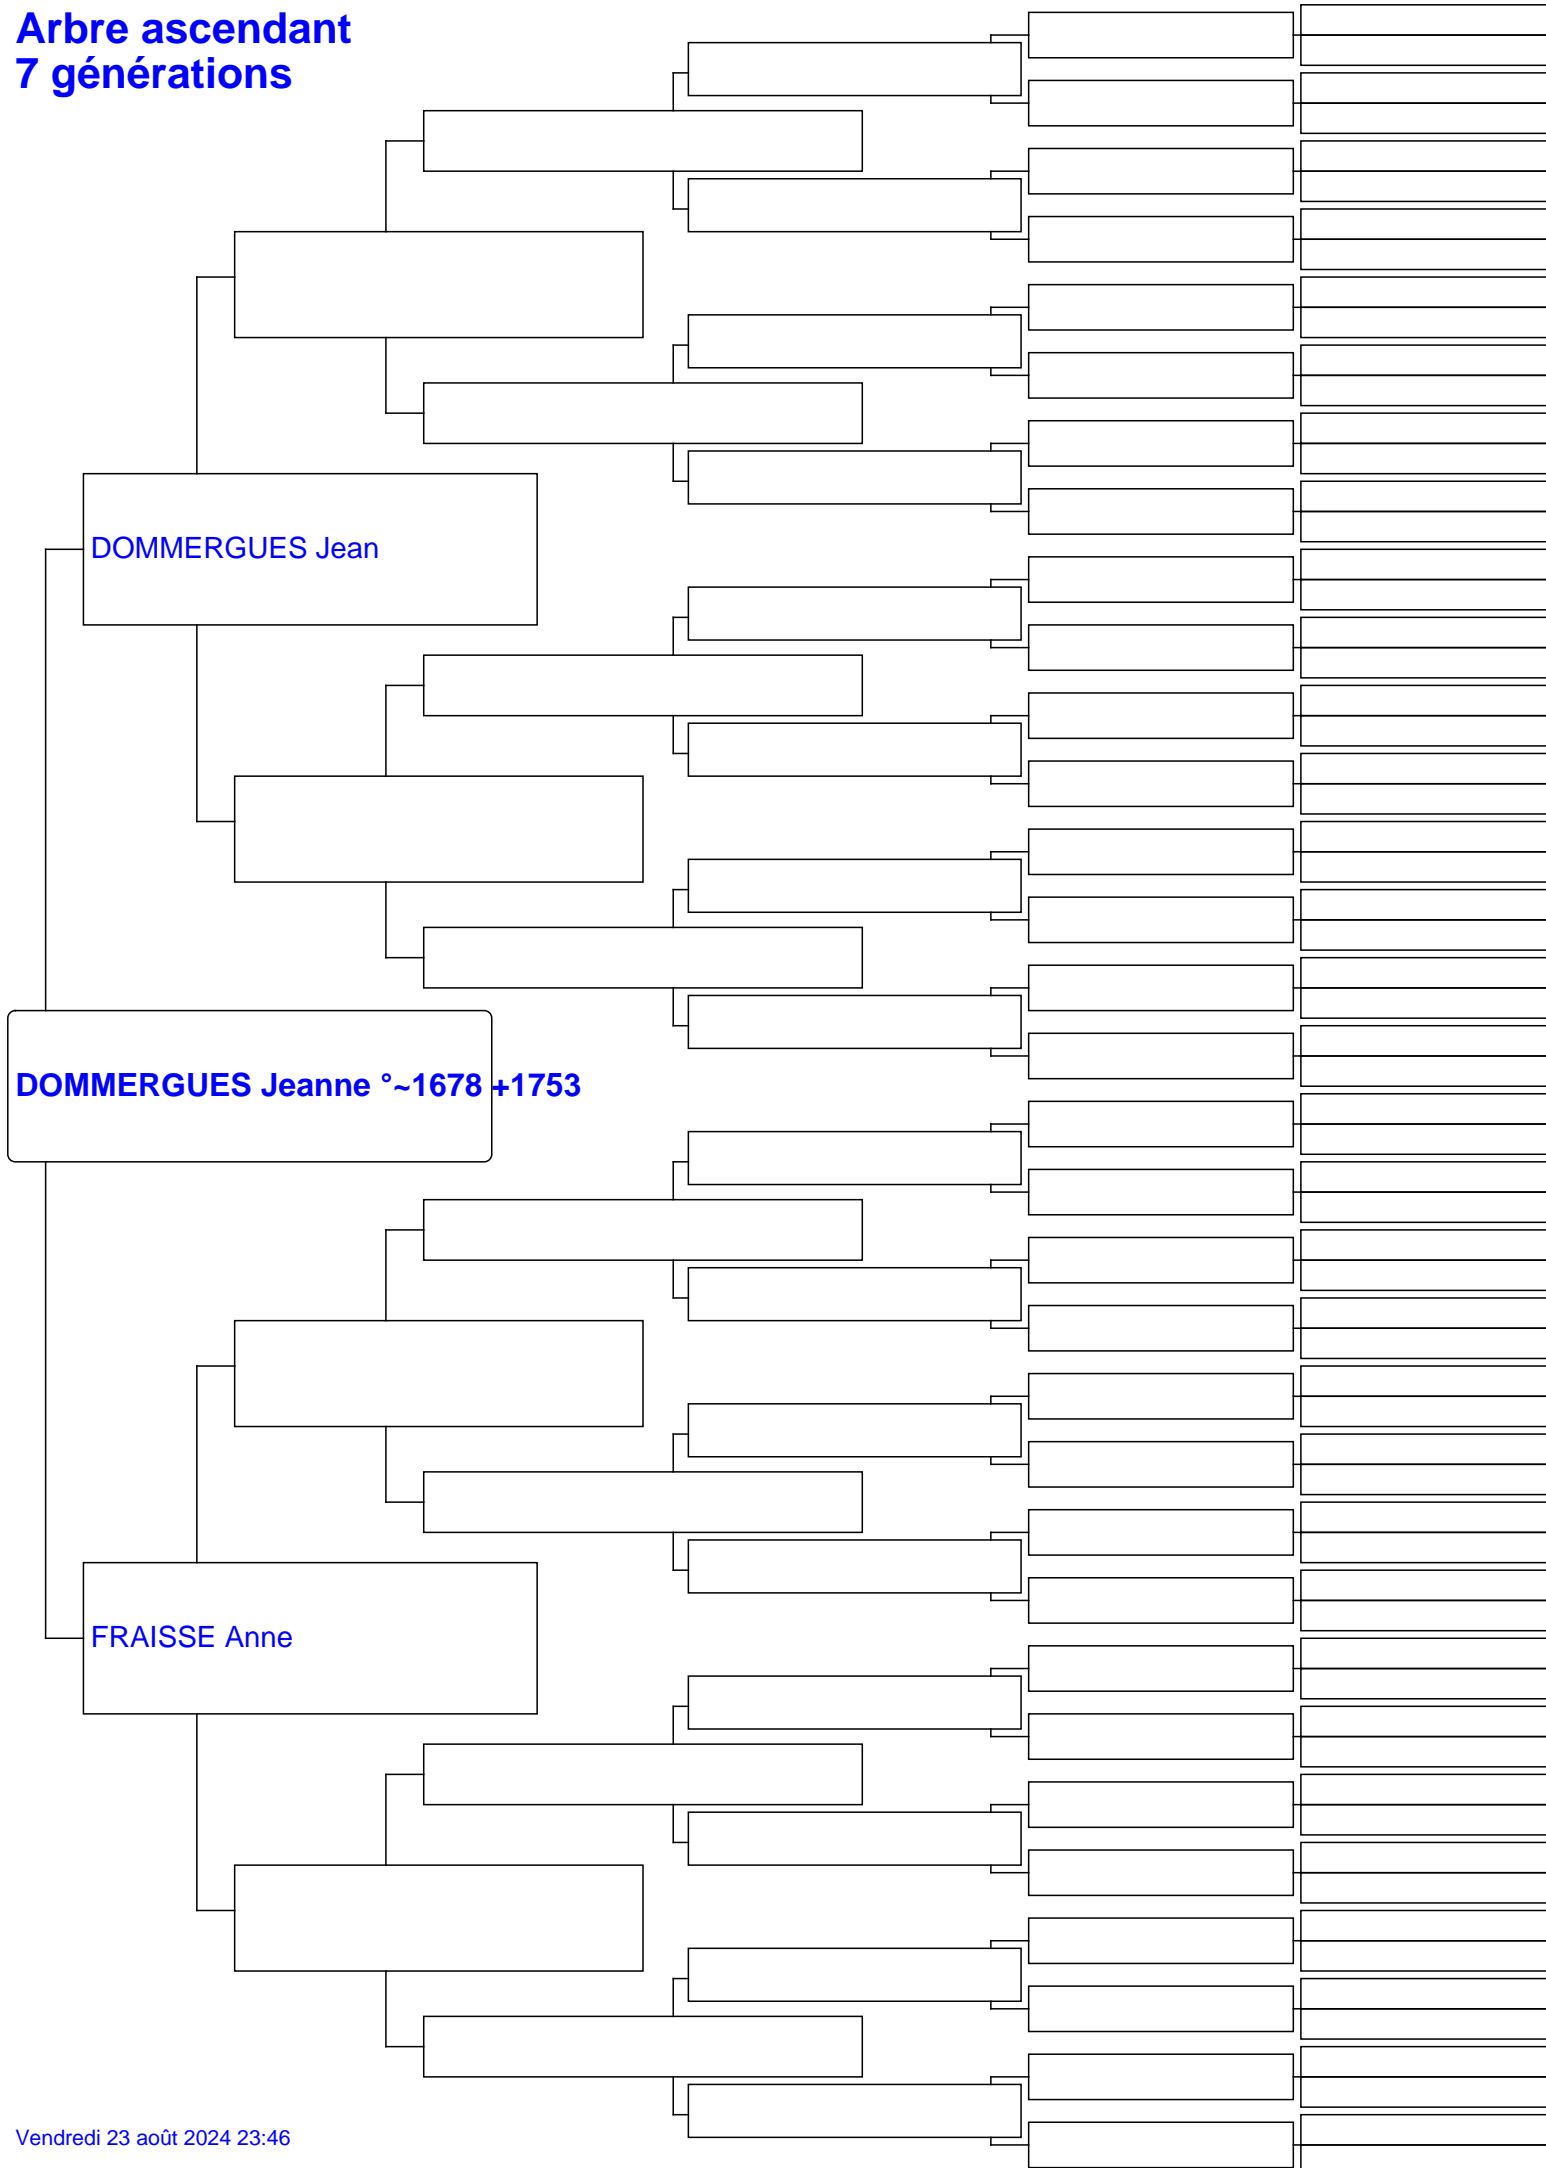 Arbre ascendant
7 générations
DOMMERGUES Jean
DOMMERGUES Jeanne °~1678 +1753
FRAISSE Anne
Vendredi 23 août 2024 23:46